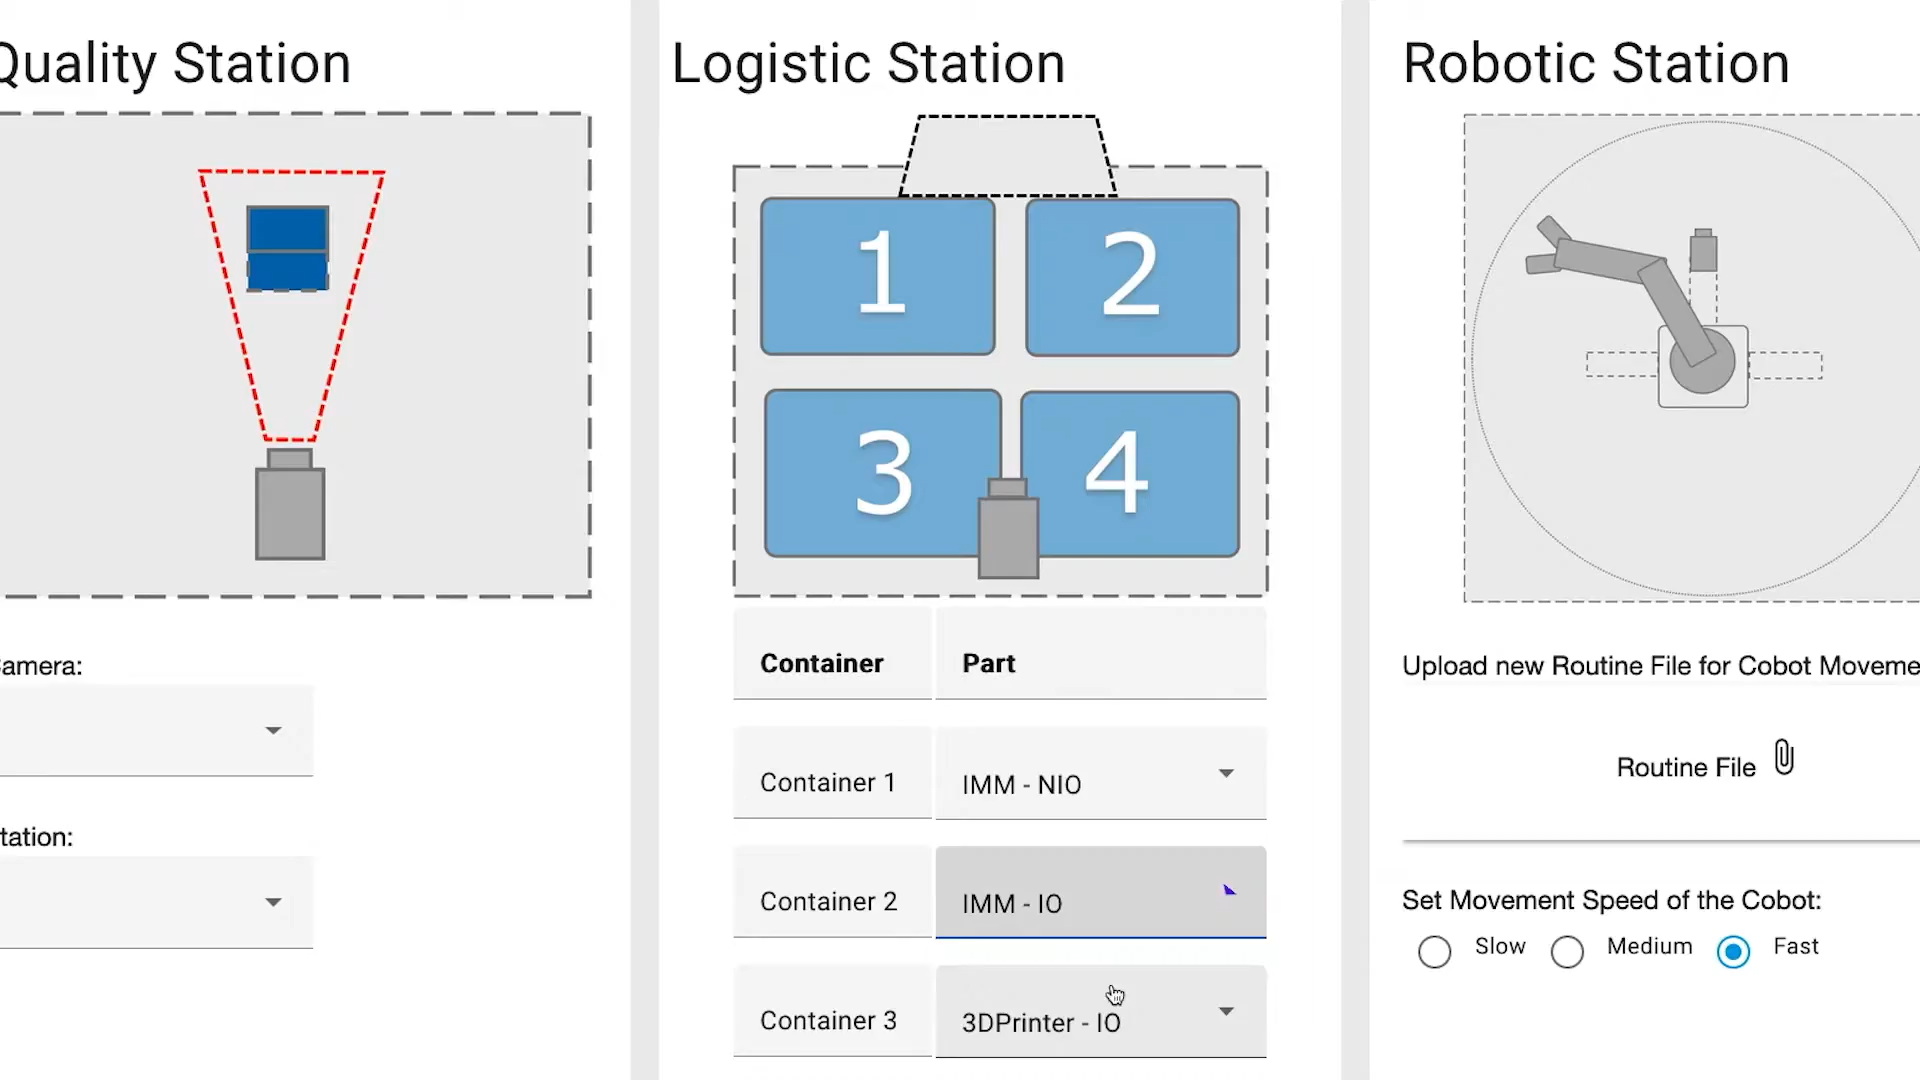 Quality Station
amera:
tation:
Logistic Station
1
2
3
4
Container Part
Container 1 IMM - NIO
Container 2 IMM - IO
Container 3 3DPrinter - IO
Robotic Station
Upload new Routine File for Cobot Moveme
Routine File
Set Movement Speed of the Cobot:
Slow Medium Fast